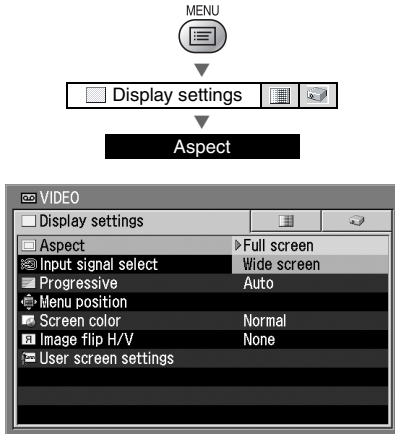 MENU
Display settings
Aspect
VIDEO
Display settings
Aspect Full screen
Input signal select Wide screen
Progressive Auto
Menu position
Screen color Normal
Image flip H/V None
User screen settings